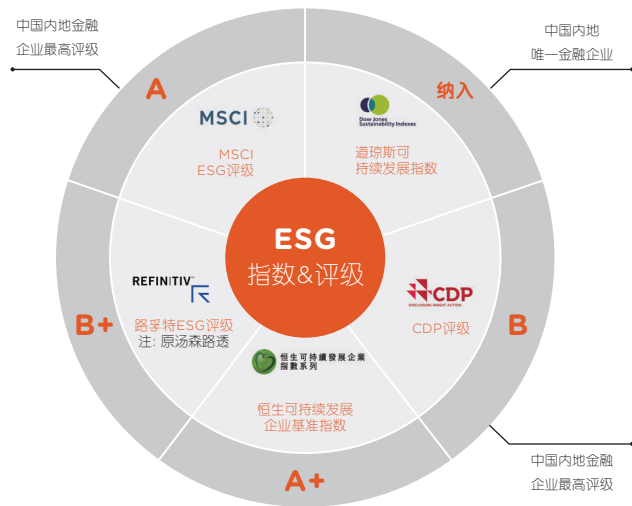 中国内地金融
企业最高评级
中国内地
唯一金融企业
A
纳入
MSCI
MSCI
ESG评级
Dow Jones
Sustainability Indexes
道琼斯可
持续发展指数
ESG
指数&评级
REFINITIV
路孚特ESG评级
注: 原汤森路透
B+
CDP
DISCLOSURE INSIGHT ACTION
CDP评级
B
恒生可持續發展企業
指數系列
恒生可持续发展
企业基准指数
A+
中国内地金融
企业最高评级